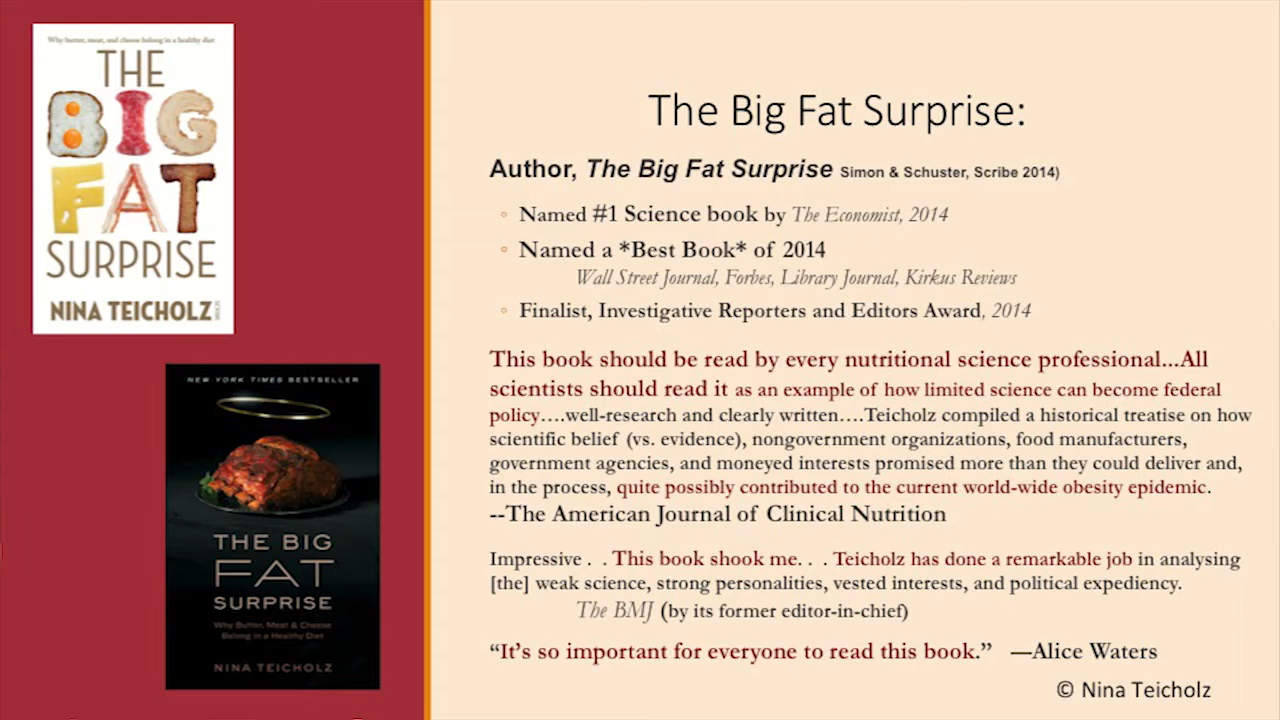 Why butter, meat, and cheese belong in a healthy diet
THE
BIG
FAT
SURPRISE
NINA TEICHOLZ
NEW YORK TIMES BESTSELLER
THE BIG
FAT
SURPRISE
Why Butter, Meat & Cheese
Belong in a Healthy Diet
NINA TEICHOLZ
The Big Fat Surprise:
Author, The Big Fat Surprise Simon & Schuster, Scribe 2014)
◦ Named #1 Science book by The Economist, 2014
◦ Named a *Best Book* of 2014
Wall Street Journal, Forbes, Library Journal, Kirkus Reviews
◦ Finalist, Investigative Reporters and Editors Award, 2014
This book should be read by every nutritional science professional...All
scientists should read it as an example of how limited science can become federal
policy….well-research and clearly written….Teicholz compiled a historical treatise on how
scientific belief (vs. evidence), nongovernment organizations, food manufacturers,
government agencies, and moneyed interests promised more than they could deliver and,
in the process, quite possibly contributed to the current world-wide obesity epidemic.
--The American Journal of Clinical Nutrition
Impressive . . This book shook me. . . Teicholz has done a remarkable job in analysing
[the] weak science, strong personalities, vested interests, and political expediency.
The BMJ (by its former editor-in-chief)
“It’s so important for everyone to read this book.” —Alice Waters
© Nina Teicholz